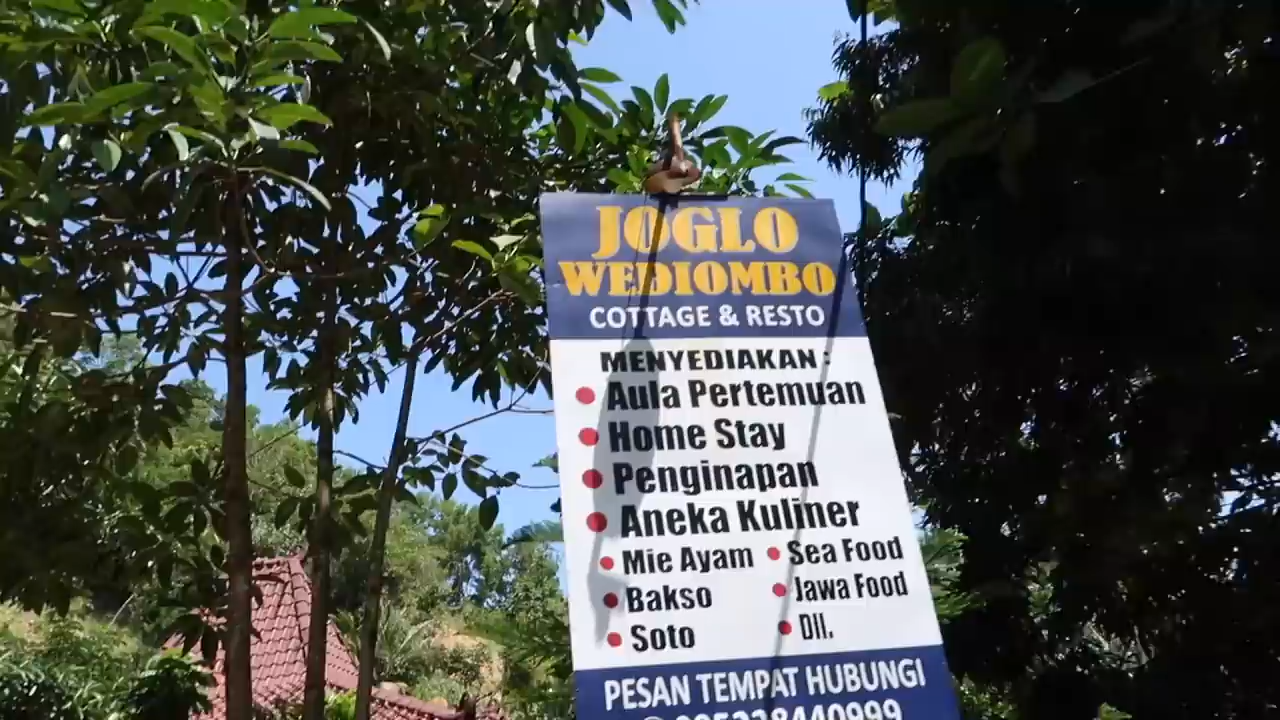 JOGLO
WEDIOMBO
COTTAGE & RESTO
MENYEDIAKAN :
Aula Pertemuan
Home Stay
Penginapan
Aneka Kuliner
Mie Ayam
Sea Food
Bakso
Jawa Food
Soto
Dll.
PESAN TEMPAT HUBUNGI